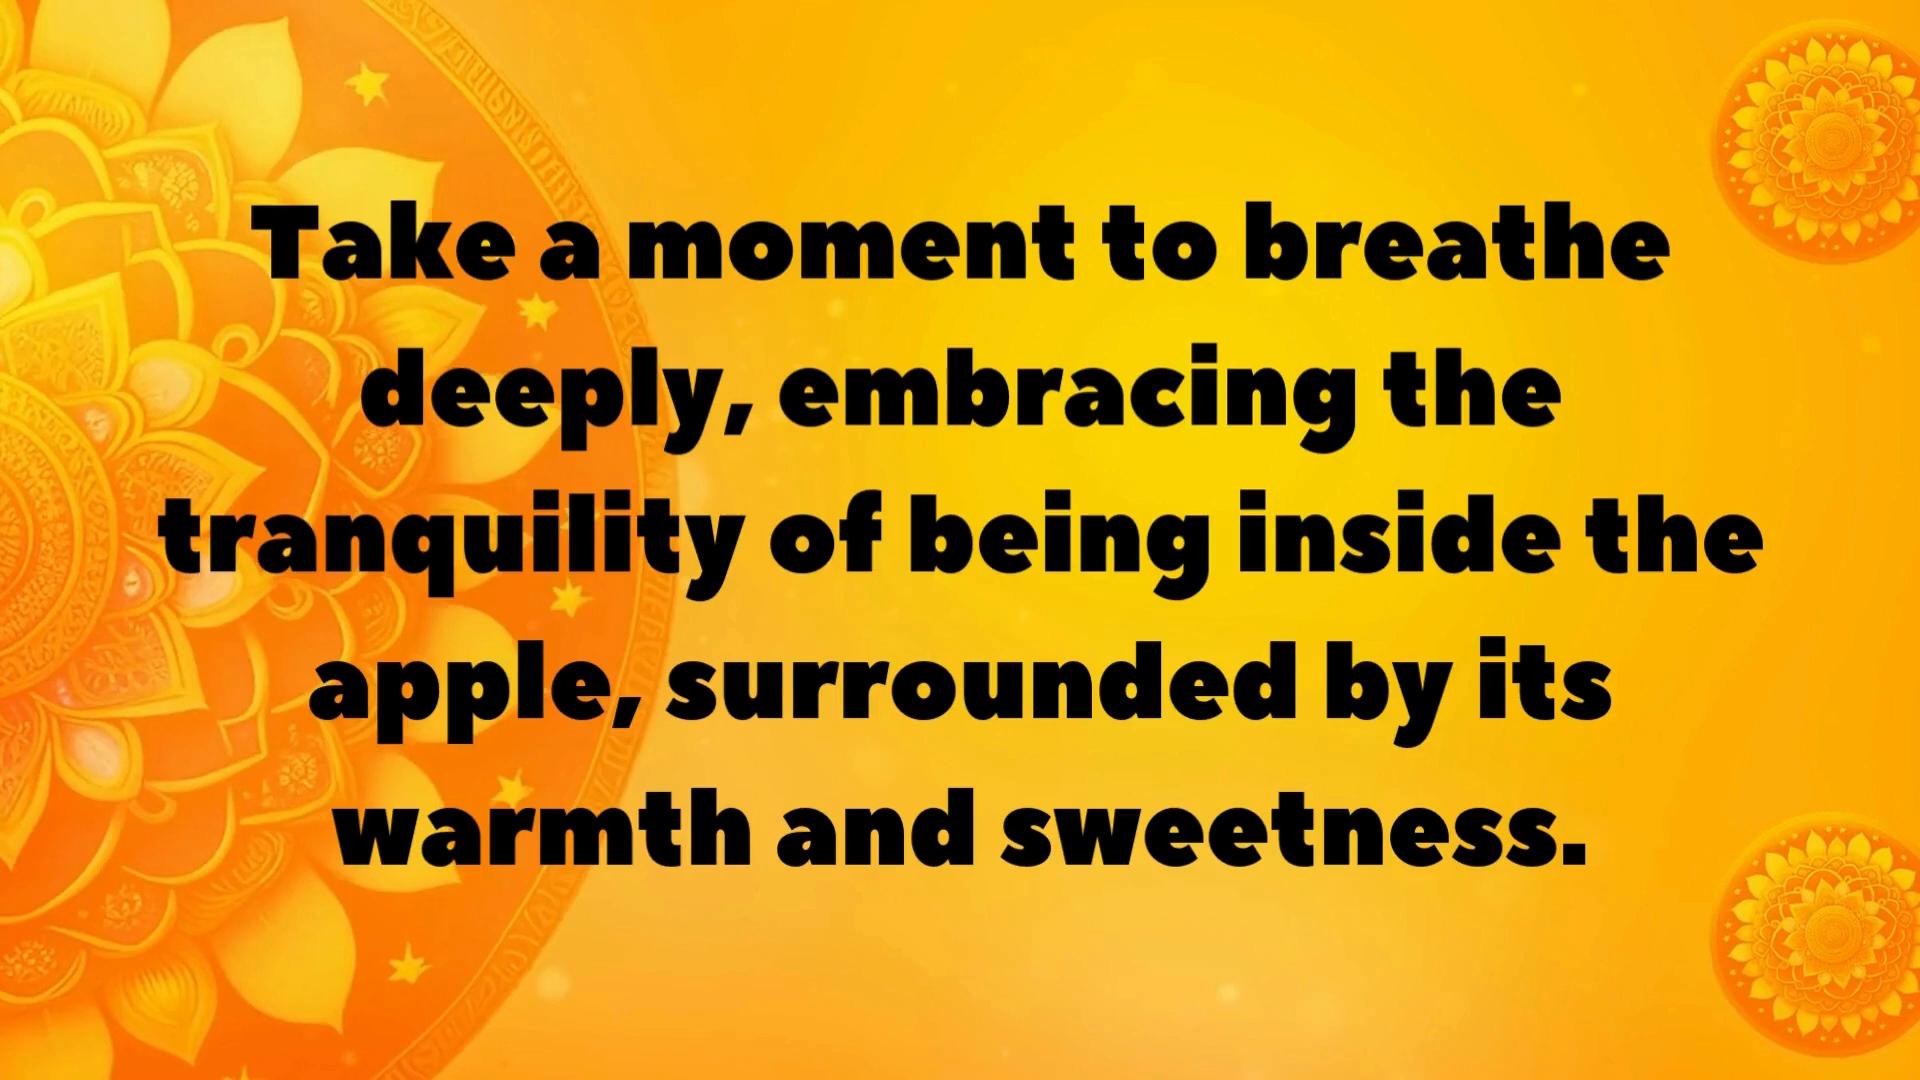 Take a moment to breathe
deeply, embracing the
tranquility of being inside the
apple, surrounded by its
warmth and sweetness.